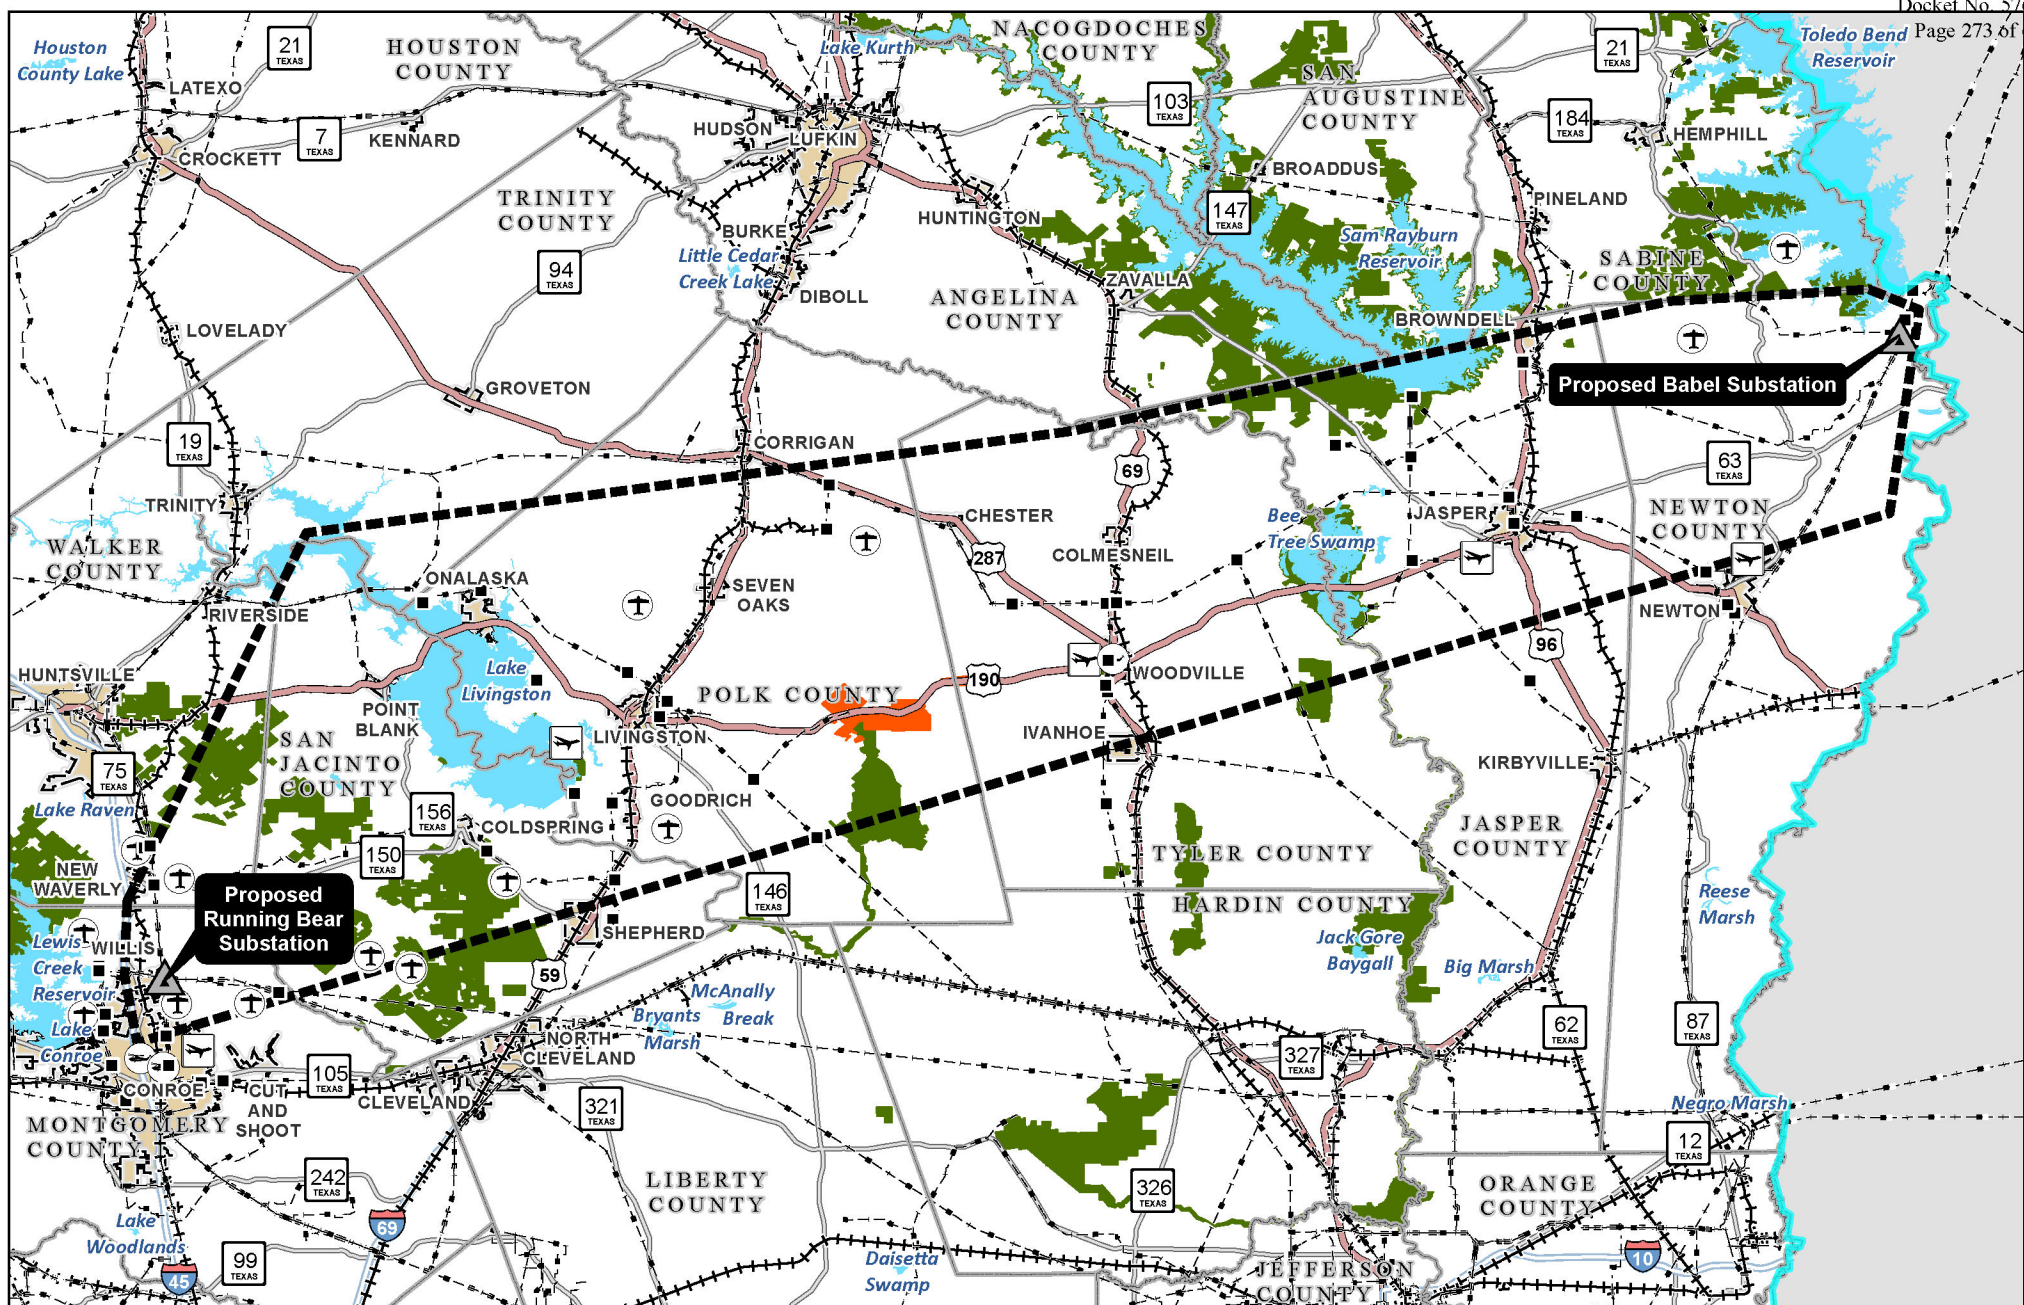 Docket No. 57
Page 273 of
Houston
County Lake
21
TEXAS
HOUSTON
COUNTY
Lake Kurth
NACOGDOCHES
COUNTY
SAN
AUGUSTINE
COUNTY
21
TEXAS
Toledo Bend
Reservoir
LATEXO
7
TEXAS
KENNARD
HUDSON
LUFKIN
103
TEXAS
184
TEXAS
HEMPHILL
CROCKETT
BROADDUS
TRINITY
COUNTY
HUNTINGTON
147
TEXAS
PINELAND
BURKE
Little Cedar
Creek Lake
Sam Rayburn
Reservoir
SABINE
COUNTY
94
TEXAS
DIBOLL
ANGELINA
COUNTY
ZAVALLA
BROWNDELL
LOVELADY
GROVETON
Proposed Babel Substation
19
TEXAS
CORRIGAN
69
63
TEXAS
TRINITY
CHESTER
Bee
Tree Swamp
JASPER
NEWTON
COUNTY
WALKER
COUNTY
287
COLMESNEIL
ONALASKA
SEVEN
OAKS
RIVERSIDE
NEWTON
96
HUNTSVILLE
Lake
Livingston
POLK COUNTY
190
WOODVILLE
POINT
BLANK
LIVINGSTON
IVANHOE
SAN
JACINTO
COUNTY
75
TEXAS
KIRBYVILLE
Lake Raven
156
TEXAS
GOODRICH
COLDSPRING
JASPER
COUNTY
150
TEXAS
TYLER COUNTY
NEW
WAVERLY
Proposed
Running Bear
Substation
146
TEXAS
HARDIN COUNTY
Reese
Marsh
Lewis
Creek
Reservoir
WILLIS
SHEPHERD
Jack Gore
Baygall
Big Marsh
59
McAnally
Break
Bryants
Marsh
Lake
Conroe
NORTH
CLEVELAND
62
TEXAS
87
TEXAS
327
TEXAS
CONROE
CUT
AND
SHOOT
105
TEXAS
CLEVELAND
321
TEXAS
Negro Marsh
MONTGOMERY
COUNTY
12
TEXAS
242
TEXAS
LIBERTY
COUNTY
326
TEXAS
ORANGE
COUNTY
Lake
Woodlands
69
99
TEXAS
45
Daisetta
Swamp
JEFFERSON
COUNTY
10